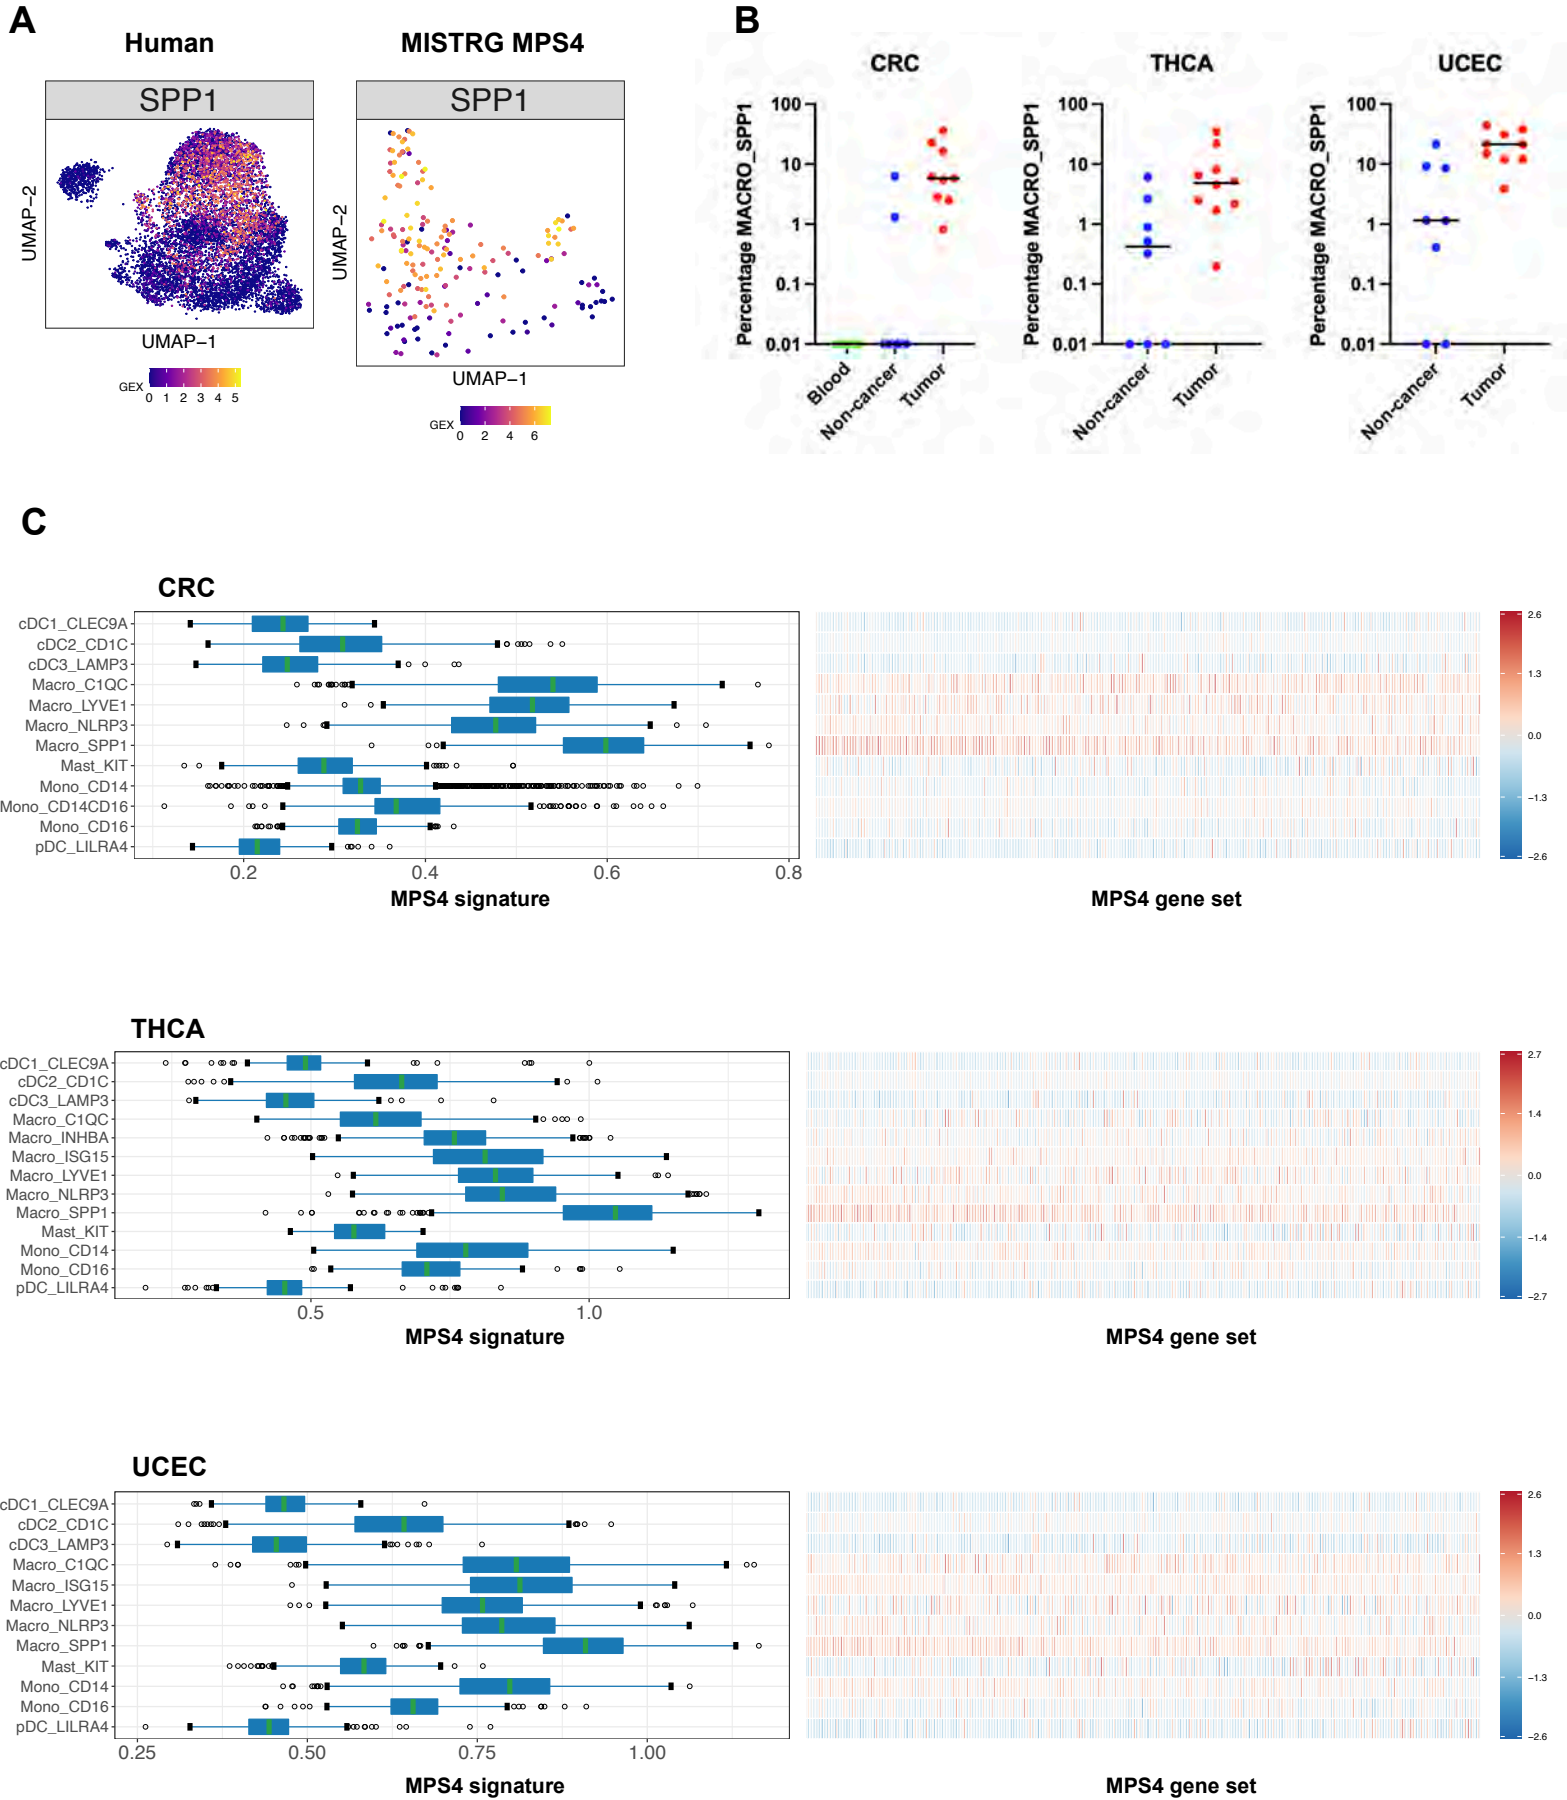 A
Human
MISTRG MPS4
SPP1
SPP1
UMAP-2
UMAP-1
GEX
0 1 2 3 4 5
UMAP-2
UMAP-1
GEX
0 2 4 6
B
CRC
Percentage MACRO_SPP1
100
10
1
0.1
0.01
Blood
Non-cancer
Tumor
THCA
Percentage MACRO_SPP1
100
10
1
0.1
0.01
Non-cancer
Tumor
UCEC
Percentage MACRO_SPP1
100
10
1
0.1
0.01
Non-cancer
Tumor
C
CRC
cDC1_CLEC9A
cDC2_CD1C
cDC3_LAMP3
Macro_C1QC
Macro_LYVE1
Macro_NLRP3
Macro_SPP1
Mast_KIT
Mono_CD14
Mono_CD14CD16
Mono_CD16
pDC_LILRA4
0.2 0.4 0.6 0.8
MPS4 signature
MPS4 gene set
2.6
1.3
0.0
−1.3
−2.6
THCA
cDC1_CLEC9A
cDC2_CD1C
cDC3_LAMP3
Macro_C1QC
Macro_INHBA
Macro_ISG15
Macro_LYVE1
Macro_NLRP3
Macro_SPP1
Mast_KIT
Mono_CD14
Mono_CD16
pDC_LILRA4
0.5 1.0
MPS4 signature
MPS4 gene set
2.7
1.4
0.0
−1.4
−2.7
UCEC
cDC1_CLEC9A
cDC2_CD1C
cDC3_LAMP3
Macro_C1QC
Macro_ISG15
Macro_LYVE1
Macro_NLRP3
Macro_SPP1
Mast_KIT
Mono_CD14
Mono_CD16
pDC_LILRA4
0.25 0.50 0.75 1.00
MPS4 signature
MPS4 gene set
2.6
1.3
0.0
−1.3
−2.6